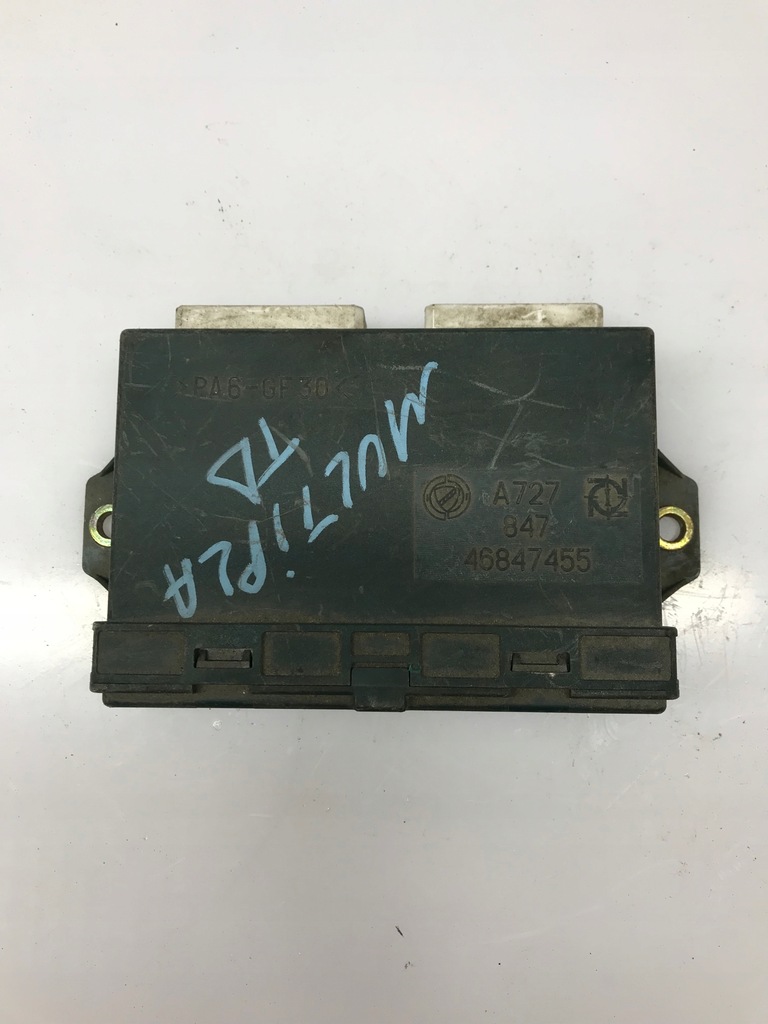 >PA6-GF30<
MULTIPLA
TD
A727
847
46847455